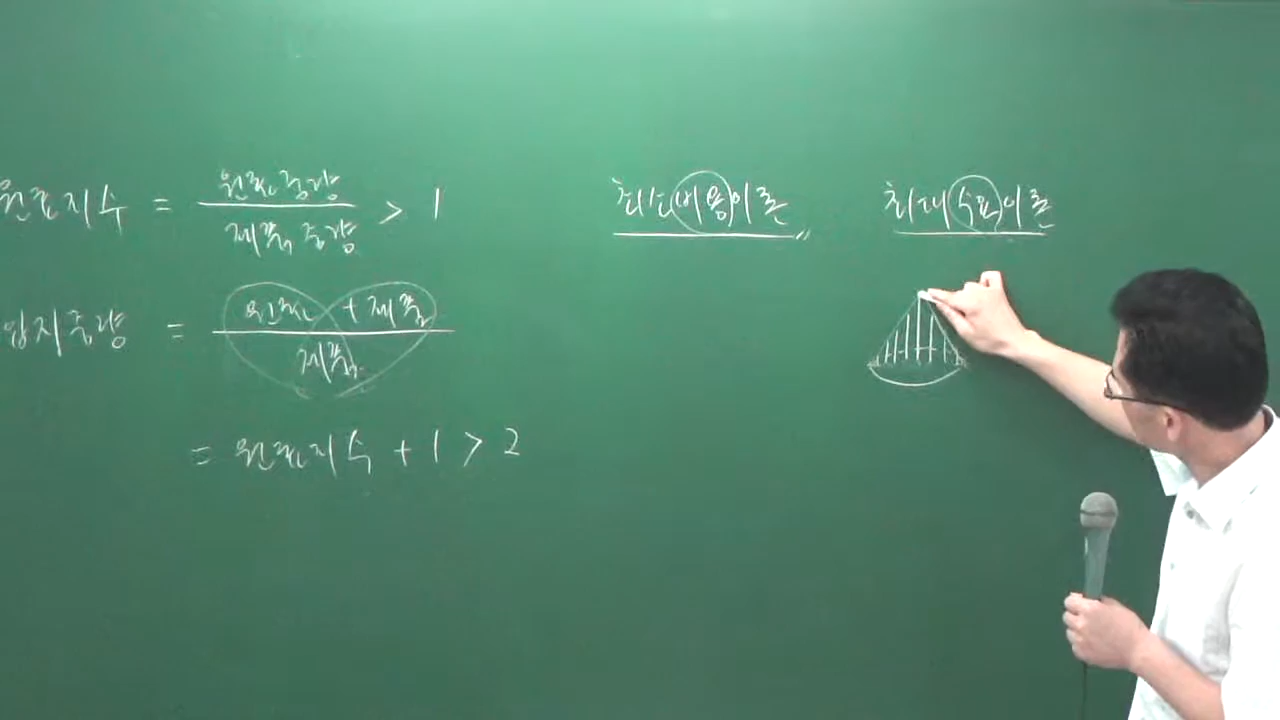 원료지수 = 원료중량 / 제품중량 > 1
입지중량 = 원료 + 제품 / 제품
= 원료지수 + 1 > 2
최소비용이론
최대수요이론